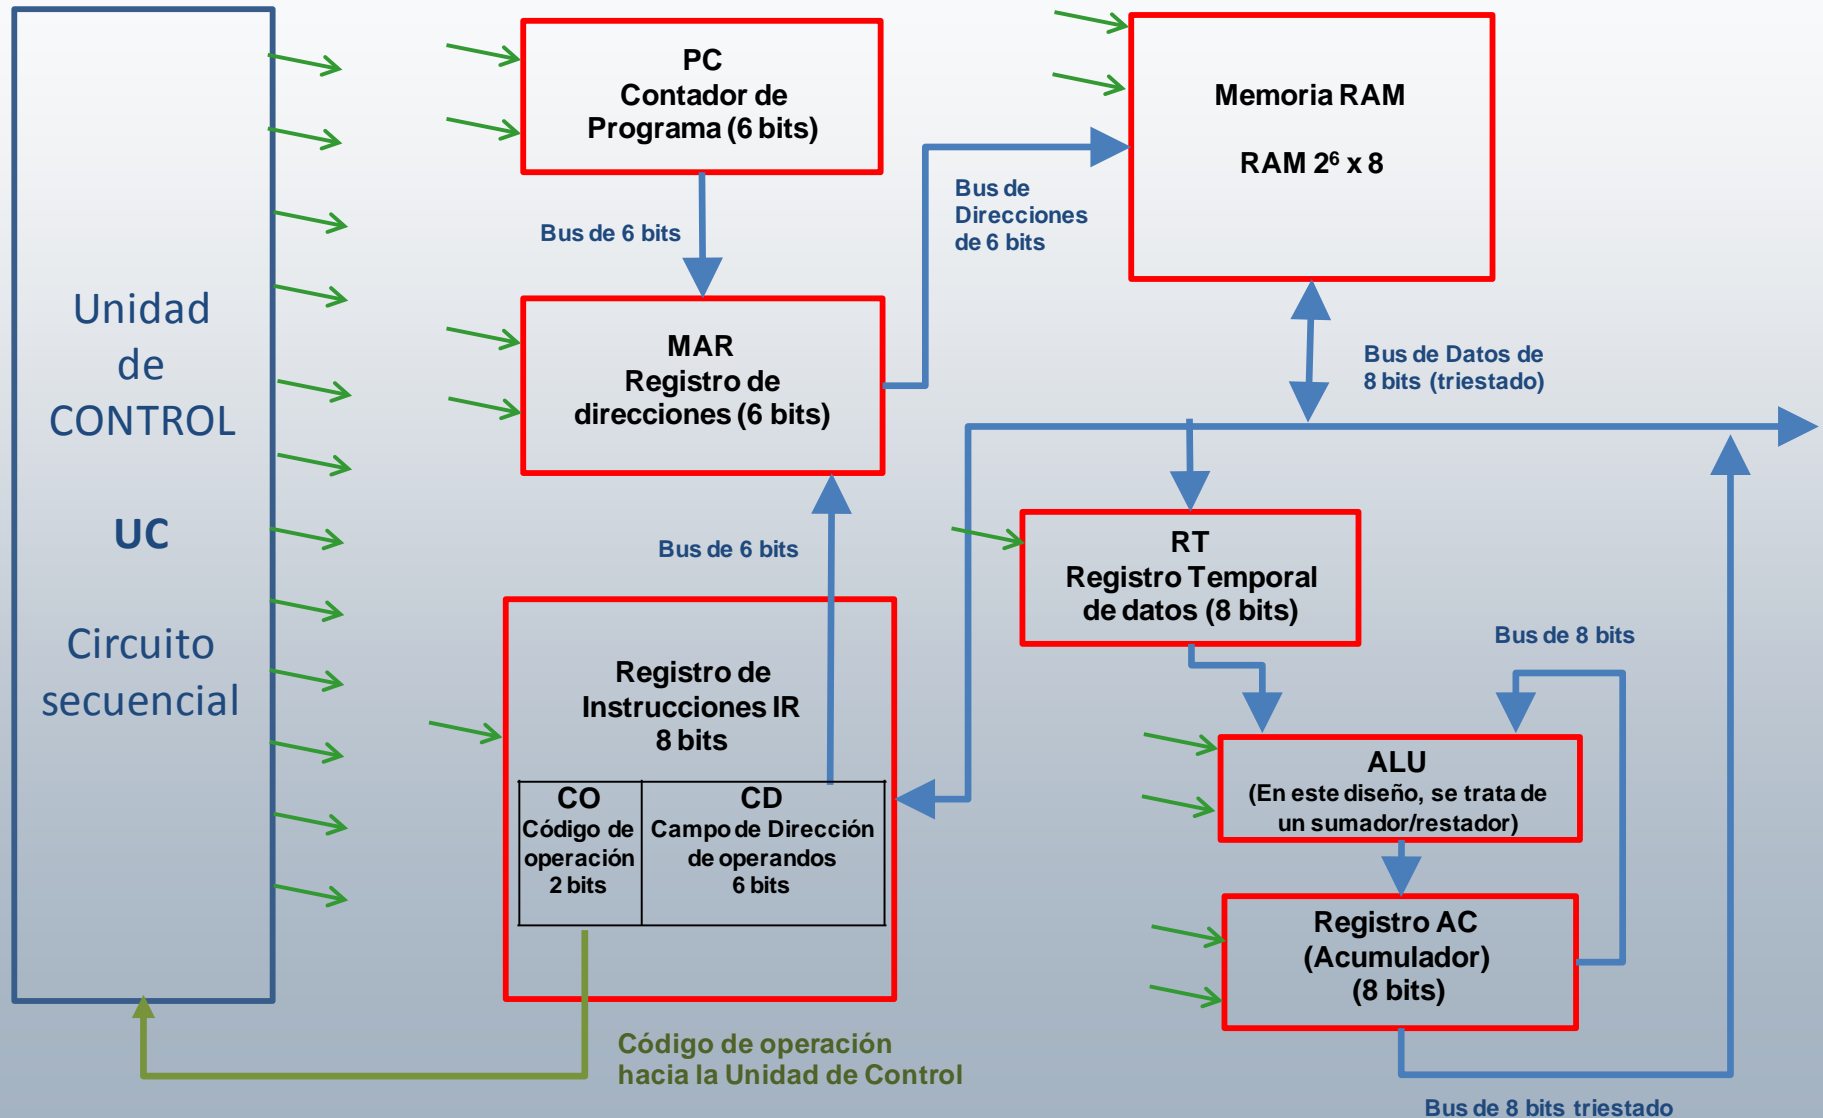 Unidad
de
CONTROL
UC
Circuito
secuencial
PC
Contador de
Programa (6 bits)
Bus de 6 bits
MAR
Registro de
direcciones (6 bits)
Bus de 6 bits
Registro de
Instrucciones IR
8 bits
CO
Código de
operación
2 bits
CD
Campo de Dirección
de operandos
6 bits
Código de operación
hacia la Unidad de Control
Bus de
Direcciones
de 6 bits
Memoria RAM
RAM 2⁶ x 8
Bus de Datos de
8 bits (triestado)
RT
Registro Temporal
de datos (8 bits)
Bus de 8 bits
ALU
(En este diseño, se trata de
un sumador/restador)
Registro AC
(Acumulador)
(8 bits)
Bus de 8 bits triestado